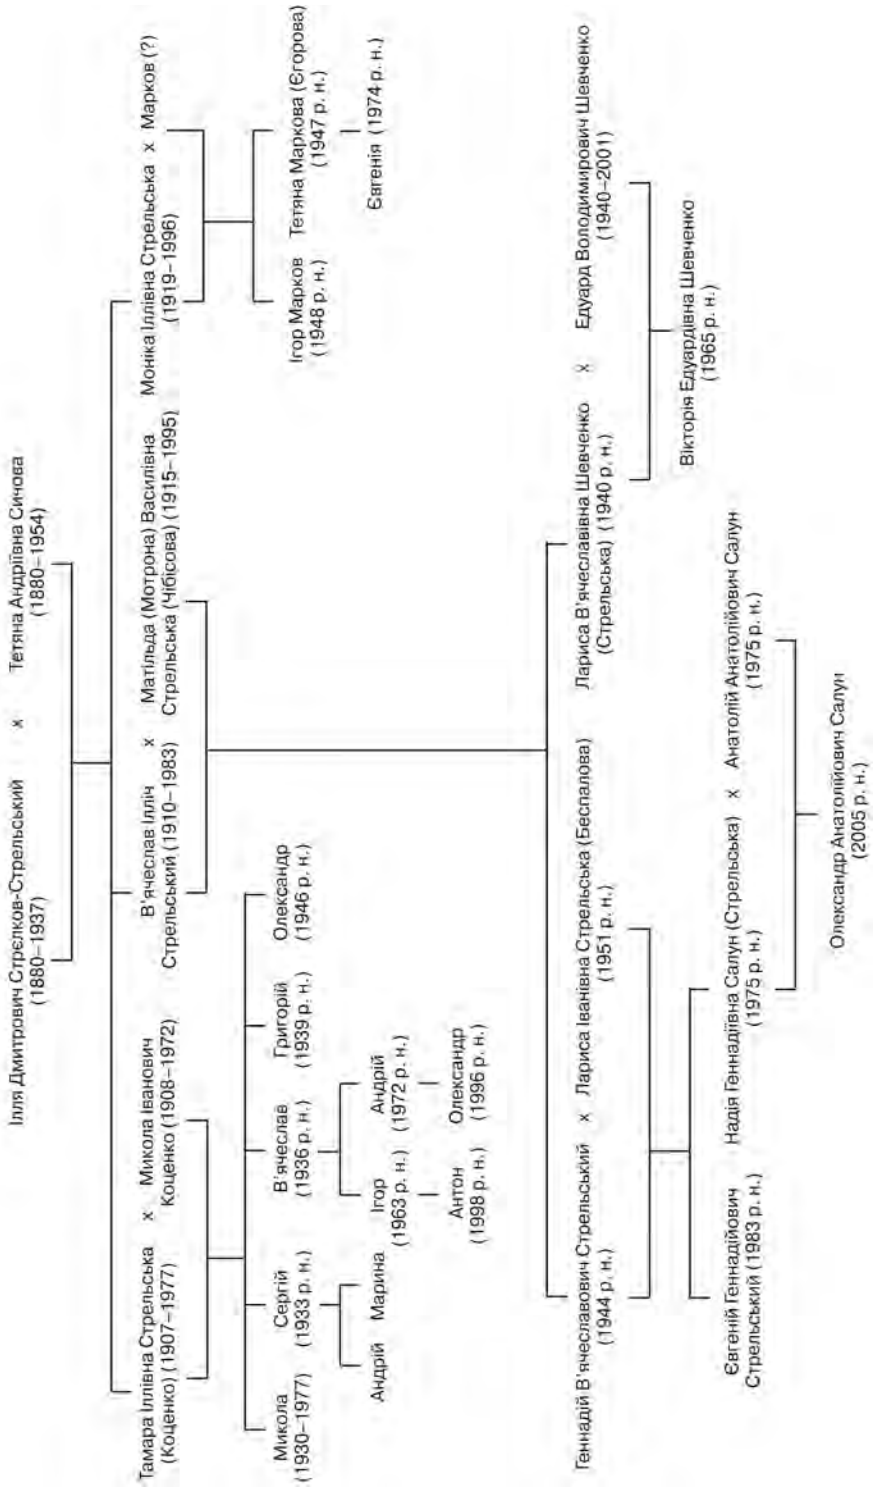 Ілля Дмитрович Стрєлков-Стрельський х Тетяна Андріївна Синова
(1880–1937) (1880–1954)
Тамара Іллівна Стрельська х Микола Іванович
(Коценко) (1907–1977) Коценко (1908–1972)
В'ячеслав Ілліч х Матільда (Мотрона) Василівна
Стрельський (1910–1983) Стрельська (Чібісова) (1915–1995)
Моніка Іллівна Стрельська х Марков (?)
(1919–1996)
Микола
(1930–1977)
Сергій
(1933 р. н.)
В'ячеслав
(1936 р. н.)
Григорій
(1939 р. н.)
Олександр
(1946 р. н.)
Ігор Марков
(1948 р. н.)
Тетяна Маркова (Єгорова)
(1947 р. н.)
Андрій Марина
Ігор
(1963 р. н.)
Андрій
(1972 р. н.)
Євгенія (1974 р. н.)
Антон
(1998 р. н.)
Олександр
(1996 р. н.)
Геннадій В'ячеславович Стрельський х Лариса Іванівна Стрельська (Беспалова)
(1944 р. н.) (1951 р. н.)
Лариса В'ячеславівна Шевченко х Едуард Володимирович Шевченко
(Стрельська) (1940 р. н.) (1940–2001)
Євгеній Геннадійович
Стрельський (1983 р. н.)
Надія Геннадіївна Салун (Стрельська) х Анатолій Анатолійович Салун
(1975 р. н.) (1975 р. н.)
Вікторія Едуардівна Шевченко
(1965 р. н.)
Олександр Анатолійович Салун
(2005 р. н.)